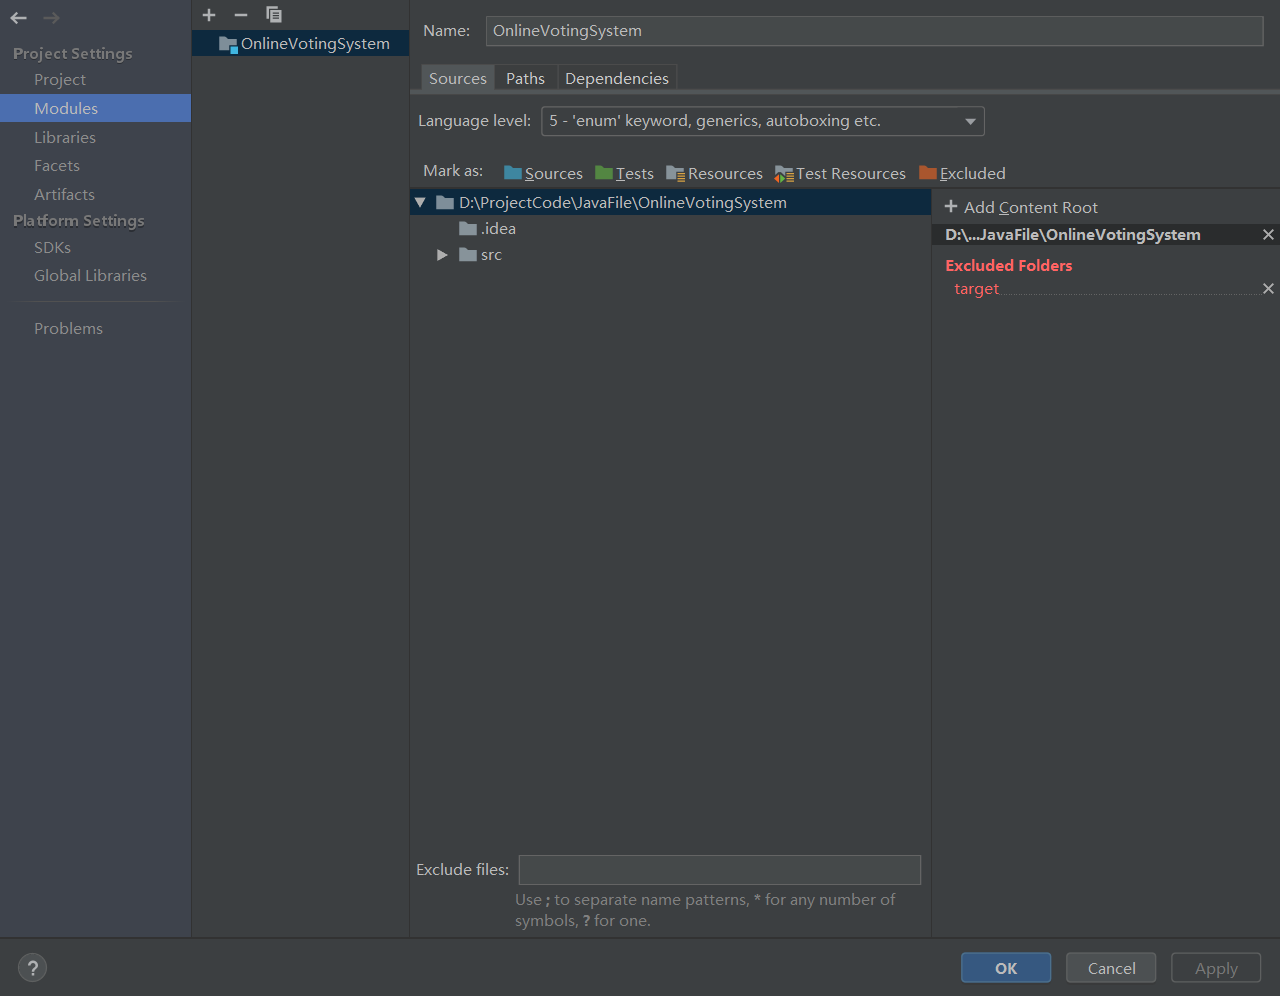 Project Settings
Project
Modules
Libraries
Facets
Artifacts
Platform Settings
SDKs
Global Libraries
Problems
OnlineVotingSystem
Name: OnlineVotingSystem
Sources Paths Dependencies
Language level: 5 - 'enum' keyword, generics, autoboxing etc.
Mark as: Sources Tests Resources Test Resources Excluded
D:\ProjectCode\JavaFile\OnlineVotingSystem
.idea
src
Add Content Root
D:\...JavaFile\OnlineVotingSystem
Excluded Folders
target
Exclude files:
Use ; to separate name patterns, * for any number of
symbols, ? for one.
? OK Cancel Apply